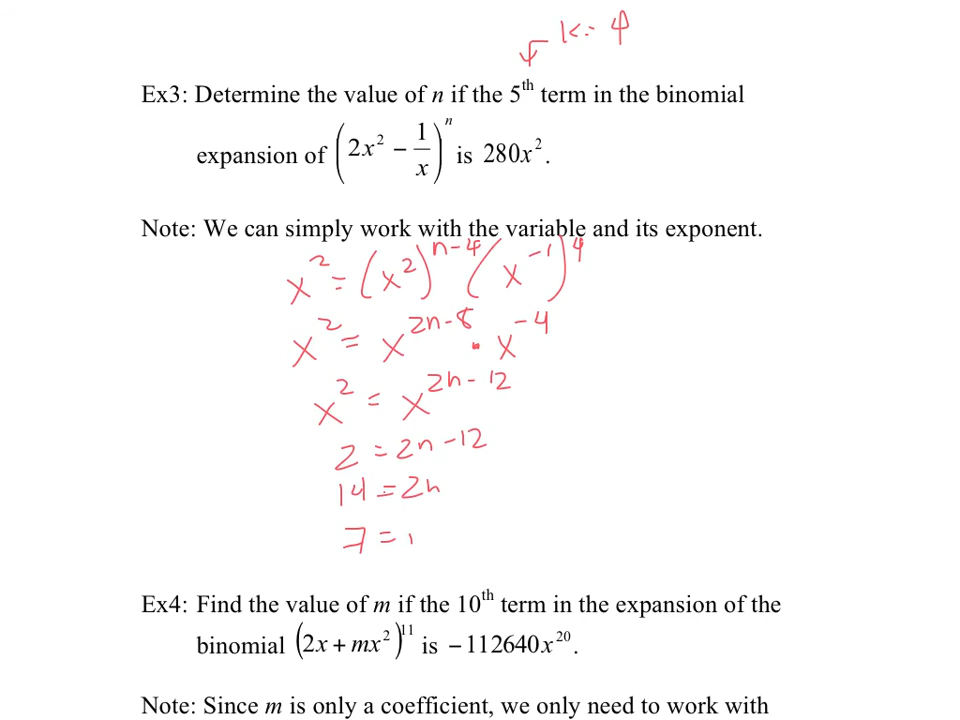 k=4
Ex3: Determine the value of n if the 5th term in the binomial
expansion of (2x² − 1/x)ⁿ is 280x².
Note: We can simply work with the variable and its exponent.
x² = (x²)ⁿ⁻⁴ (x⁻¹)⁴
x² = x²ⁿ⁻⁸ · x⁻⁴
x² = x²ⁿ⁻¹²
2 = 2n − 12
14 = 2n
7 =
Ex4: Find the value of m if the 10th term in the expansion of the
binomial (2x + mx²)¹¹ is −112640x²⁰.
Note: Since m is only a coefficient, we only need to work with